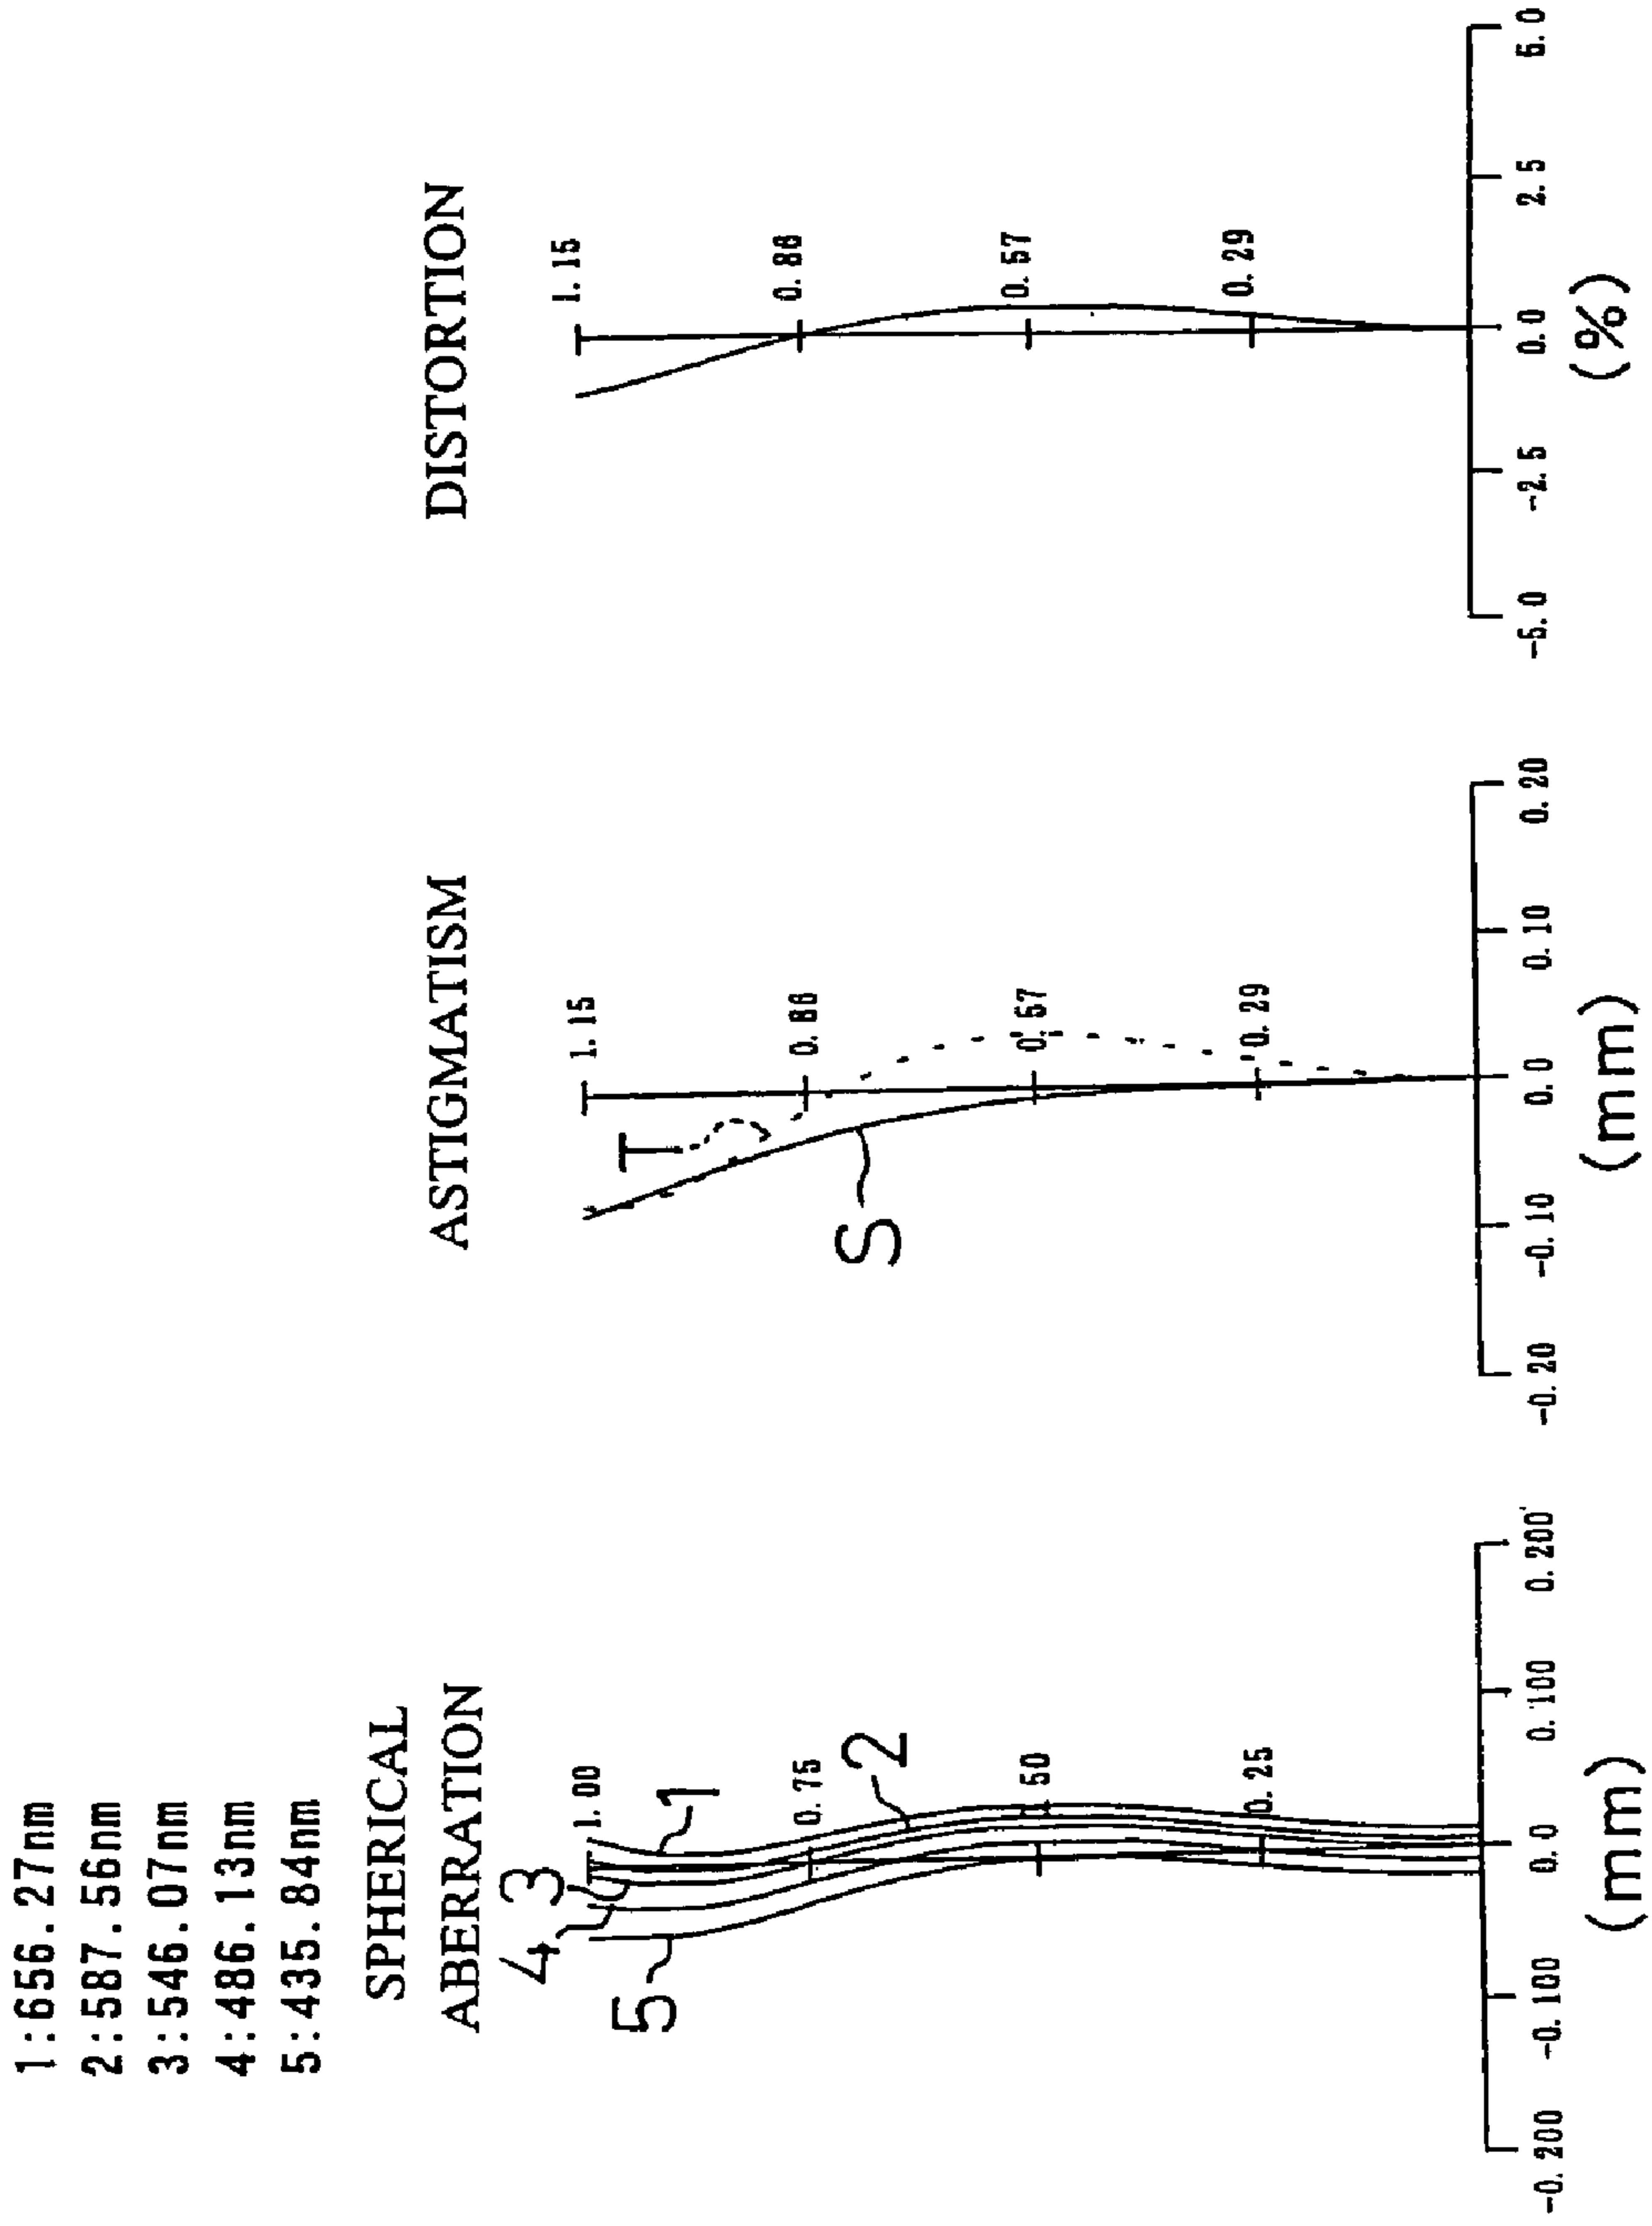 1:656.27nm
2:587.56nm
3:546.07nm
4:486.13nm
5:435.84nm
SPHERICAL
ABERRATION
1.00
0.75
50
0.25
1
2
3
4
5
-0.200 -0.100 0.0 0.100 0.200
(mm)
ASTIGMATISM
1.15
0.86
0.57
0.29
T
S
-0.20 -0.10 0.0 0.10 0.20
(mm)
DISTORTION
1.15
0.86
0.57
0.29
-5.0 -2.5 0.0 2.5 5.0
(%)